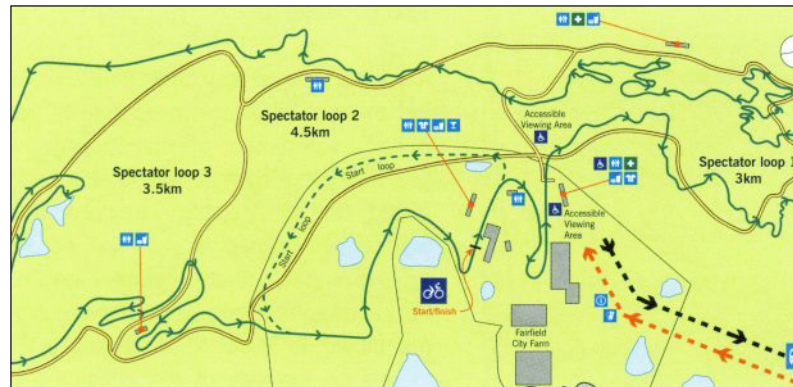 Spectator loop 2
4.5km
Accessible
Viewing Area
Spectator loop 3
3.5km
Start loop
Spectator loop 1
3km
Start loop
Accessible
Viewing
Area
Start/finish
Fairfield
City Farm